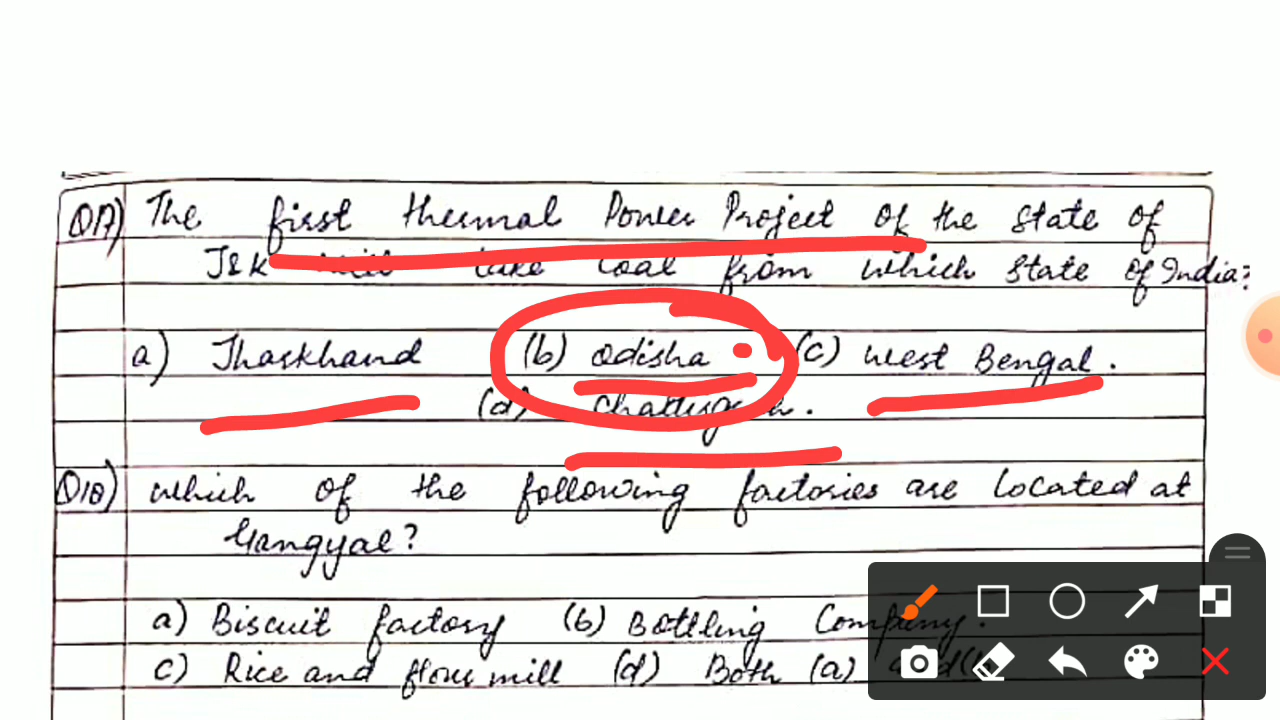 Q17) The first thermal Power Project of the state of
J&K will take coal from which state of India?
a) Jharkhand (b) Odisha (c) West Bengal.
(d)
Q18) which of the following factories are located at
Gangyal?
a) Biscuit factory (b) Bottling Company.
c) Rice and flour mill (d) Both (a) and (b